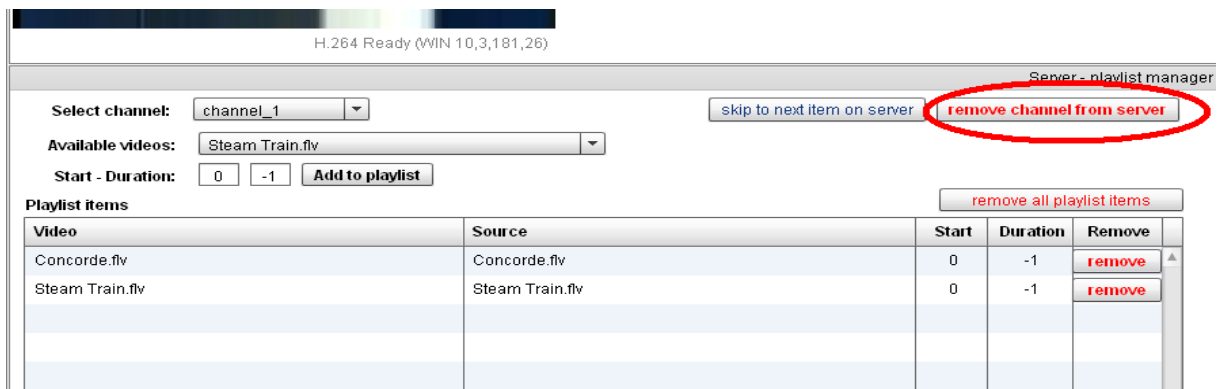 H.264 Ready (WIN 10,3,181,26)
Server - playlist manager
Select channel: channel_1 skip to next item on server remove channel from server
Available videos: Steam Train.flv
Start - Duration: 0 -1 Add to playlist
Playlist items remove all playlist items
Video Source Start Duration Remove
Concorde.flv Concorde.flv 0 -1 remove
Steam Train.flv Steam Train.flv 0 -1 remove